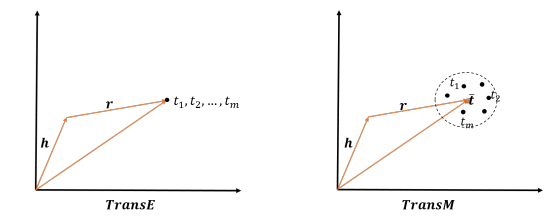 t₁, t₂, ..., tₘ
r
h
TransE
t₁
t₂
t̄
tₘ
r
h
TransM